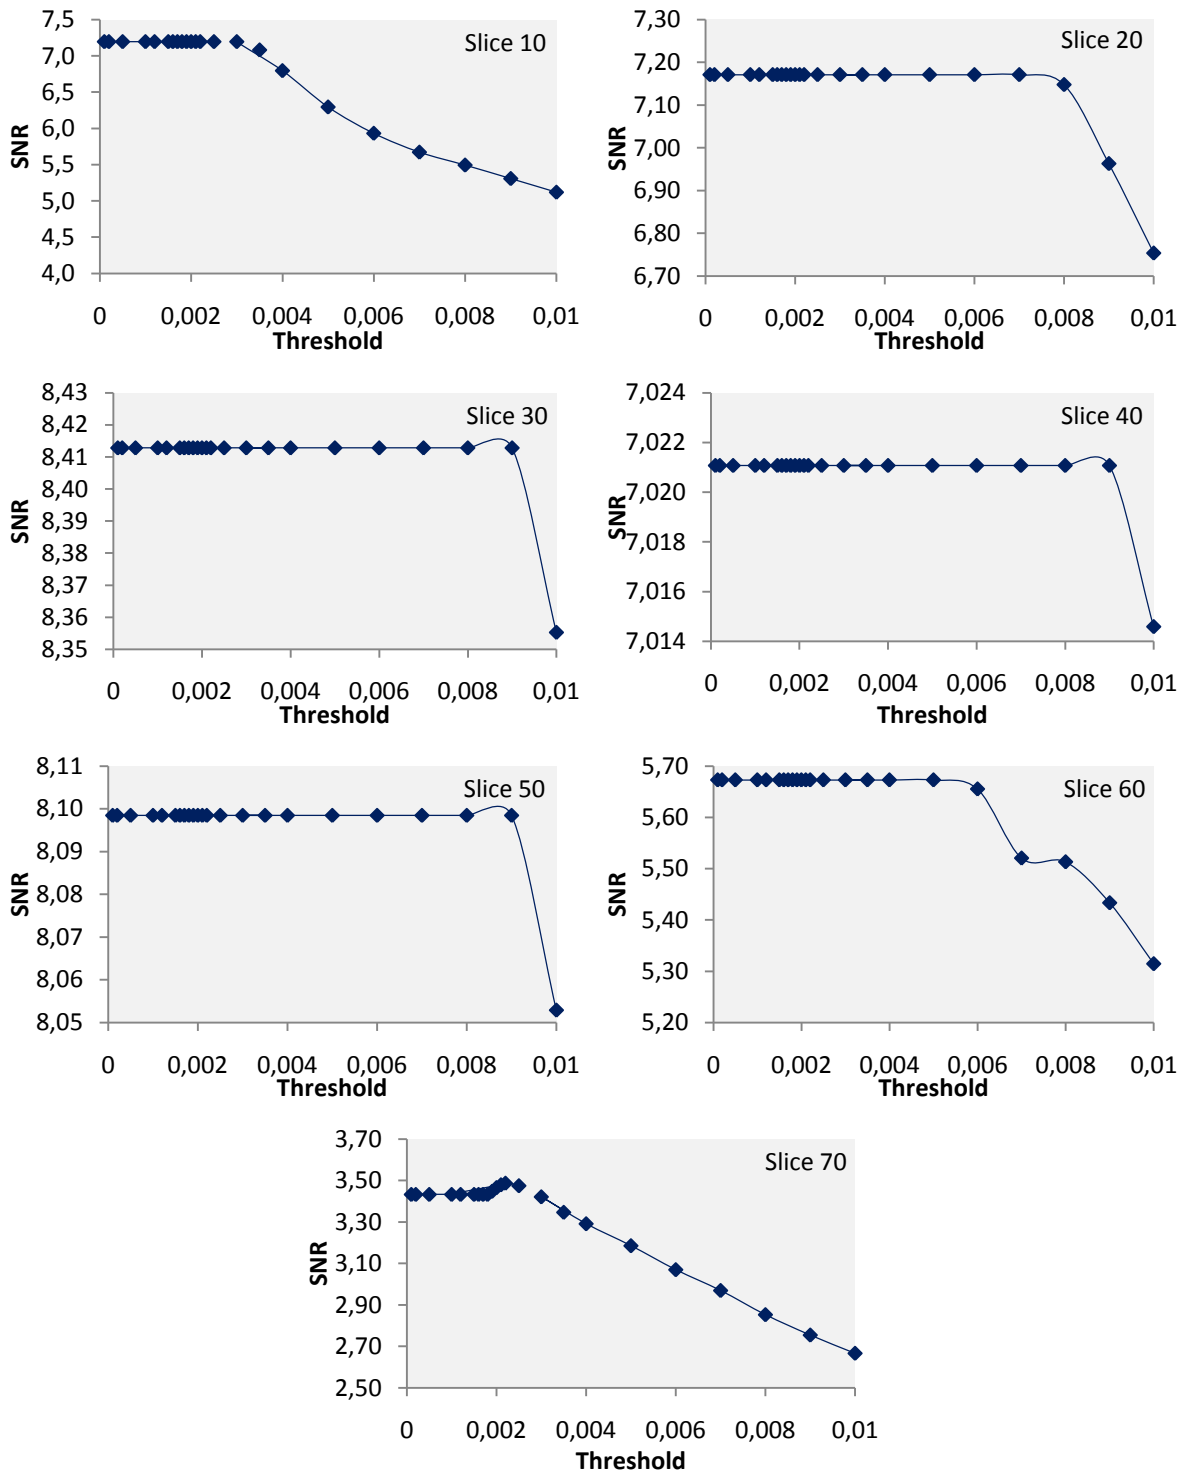 Slice 10
SNR
7,5
7,0
6,5
6,0
5,5
5,0
4,5
4,0
0 0,002 0,004 0,006 0,008 0,01
Threshold
Slice 20
SNR
7,30
7,20
7,10
7,00
6,90
6,80
6,70
0 0,002 0,004 0,006 0,008 0,01
Threshold
Slice 30
SNR
8,43
8,42
8,41
8,40
8,39
8,38
8,37
8,36
8,35
0 0,002 0,004 0,006 0,008 0,01
Threshold
Slice 40
SNR
7,024
7,022
7,020
7,018
7,016
7,014
0 0,002 0,004 0,006 0,008 0,01
Threshold
Slice 50
SNR
8,11
8,10
8,09
8,08
8,07
8,06
8,05
0 0,002 0,004 0,006 0,008 0,01
Threshold
Slice 60
SNR
5,70
5,60
5,50
5,40
5,30
5,20
0 0,002 0,004 0,006 0,008 0,01
Threshold
Slice 70
SNR
3,70
3,50
3,30
3,10
2,90
2,70
2,50
0 0,002 0,004 0,006 0,008 0,01
Threshold